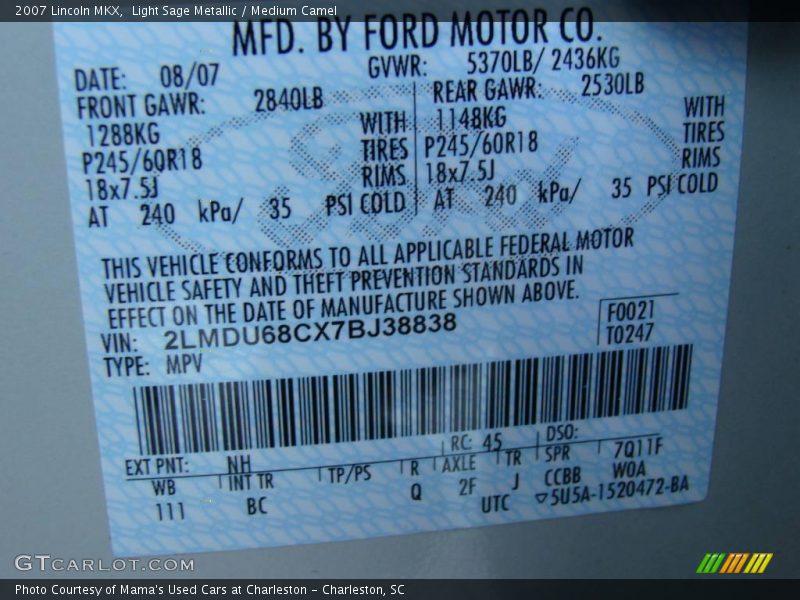 2007 Lincoln MKX,  Light Sage Metallic / Medium Camel
MFD. BY FORD MOTOR CO.
DATE: 08/07 GVWR: 5370LB/ 2436KG
FRONT GAWR: 2840LB REAR GAWR: 2530LB
1288KG WITH 1148KG WITH
P245/60R18 TIRES P245/60R18 TIRES
18x7.5J RIMS 18x7.5J RIMS
AT 240 kPa/ 35 PSI COLD AT 240 kPa/ 35 PSI COLD
THIS VEHICLE CONFORMS TO ALL APPLICABLE FEDERAL MOTOR
VEHICLE SAFETY AND THEFT PREVENTION STANDARDS IN
EFFECT ON THE DATE OF MANUFACTURE SHOWN ABOVE.
F0021
VIN: 2LMDU68CX7BJ38838 T0247
TYPE: MPV
EXT PNT: NH RC: 45 DSO:
WB INT TR TP/PS R AXLE TR SPR 7Q11F
111 BC Q 2F J CCBB W0A
UTC ▽5U5A-1520472-BA
GTCARLOT.COM
Photo Courtesy of Mama's Used Cars at Charleston – Charleston, SC